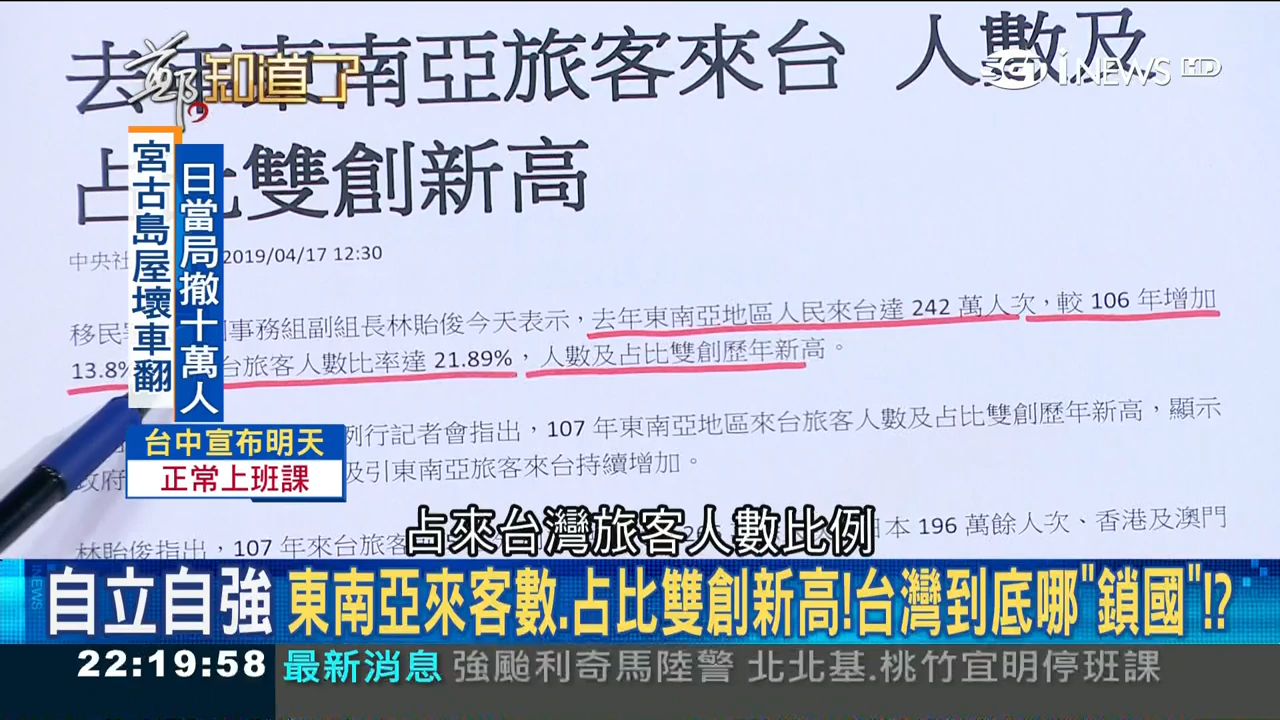 去年東南亞旅客來台 人數及
占比雙創新高
鄭知道了
SET iNEWS HD
宮古島屋壞車翻
日當局撤十萬人
中央社
2019/04/17 12:30
移民 事務組副組長林貽俊今天表示，去年東南亞地區人民來台達 242 萬人次，較 106 年增加
13.8% 台旅客人數比率達 21.89%，人數及占比雙創歷年新高。
例行記者會指出，107 年東南亞地區來台旅客人數及占比雙創歷年新高，顯示
政府 及引東南亞旅客來台持續增加。
台中宣布明天
正常上班課
林貽俊指出，107 年來台旅客 日本 196 萬餘人次、香港及澳門
占來台灣旅客人數比例
iNEWS
自立自強 東南亞來客數.占比雙創新高!台灣到底哪"鎖國"!?
22:19:58 最新消息 強颱利奇馬陸警 北北基.桃竹宜明停班課